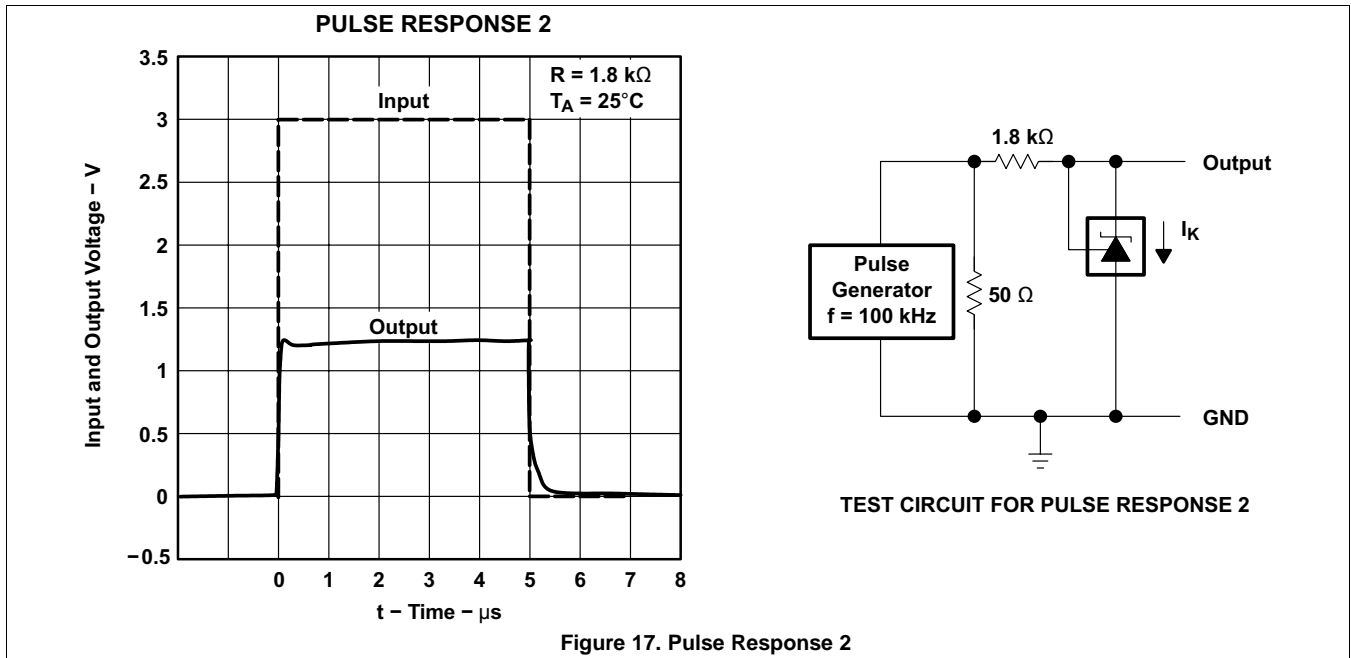 PULSE RESPONSE 2
3.5
3
2.5
2
1.5
1
0.5
0
−0.5
Input and Output Voltage − V
R = 1.8 kΩ
TA = 25°C
Input
Output
0 1 2 3 4 5 6 7 8
t − Time − μs
1.8 kΩ
Output
IK
Pulse
Generator
f = 100 kHz
50 Ω
GND
TEST CIRCUIT FOR PULSE RESPONSE 2
Figure 17. Pulse Response 2